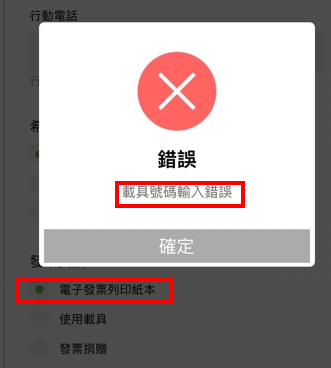 行動電話
錯誤
載具號碼輸入錯誤
確定
電子發票列印紙本
使用載具
發票捐贈